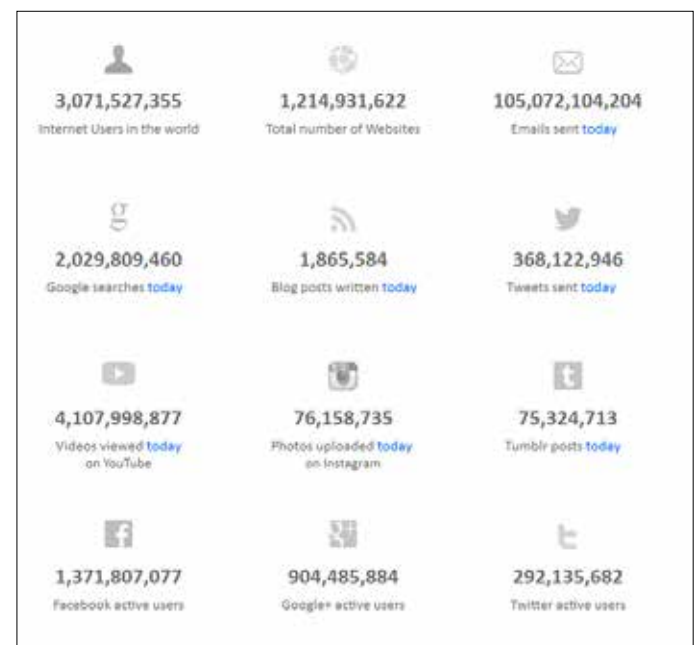 3,071,527,355
Internet Users in the world
1,214,931,622
Total number of Websites
105,072,104,204
Emails sent today
2,029,809,460
Google searches today
1,865,584
Blog posts written today
368,122,946
Tweets sent today
4,107,998,877
Videos viewed today
on YouTube
76,158,735
Photos uploaded today
on Instagram
75,324,713
Tumblr posts today
1,371,807,077
Facebook active users
904,485,884
Google+ active users
292,135,682
Twitter active users